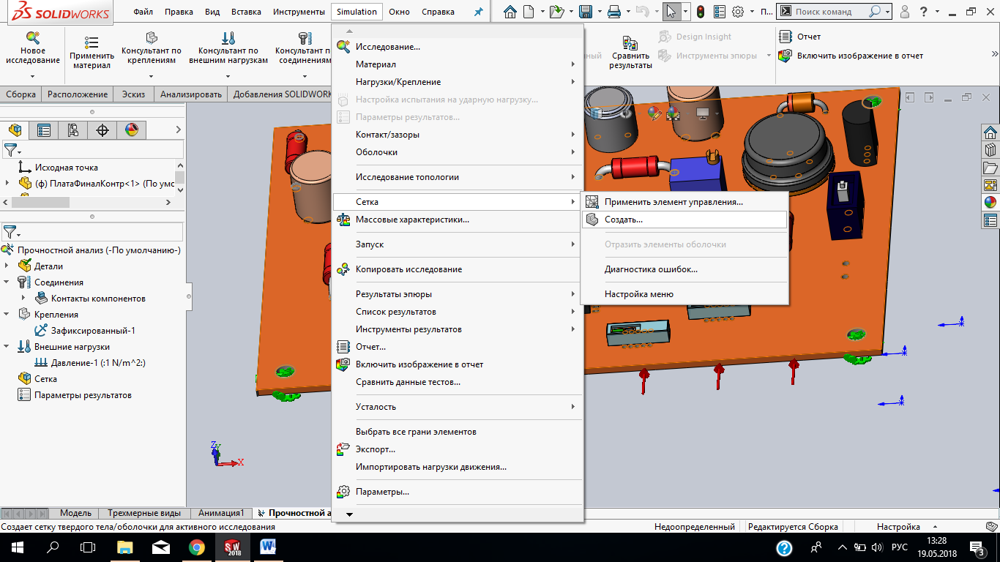 SOLIDWORKS
Файл Правка Вид Вставка Инструменты Simulation Окно Справка
П... Поиск команд
Новое исследование
Применить материал
Консультант по креплениям
Консультант по внешним нагрузкам
Консультант п соединениям
Сравнить результаты
Design Insight
Инструменты эпюры
Отчет
Включить изображение в отчет
Сборка Расположение Эскиз Анализировать Добавления SOLIDWORK
Исходная точка
(ф) ПлатаФиналКонтр<1> (По умс
Прочностной анализ (-По умолчанию-)
Детали
Соединения
Контакты компонентов
Крепления
Зафиксированный-1
Внешние нагрузки
Давление-1 (:1 N/m^2:)
Сетка
Параметры результатов
Исследование...
Материал
Нагрузки/Крепление
Настройка испытания на ударную нагрузку...
Параметры результатов...
Контакт/зазоры
Оболочки
Исследование топологии
Сетка
Массовые характеристики...
Запуск
Копировать исследование
Результаты эпюры
Список результатов
Инструменты результатов
Отчет...
Включить изображение в отчет
Сравнить данные тестов...
Усталость
Выбрать все грани элементов
Экспорт...
Импортировать нагрузки движения...
Параметры...
Применить элемент управления...
Создать...
Отразить элементы оболочки
Диагностика ошибок...
Настройка меню
Z
Y
X
Модель Трехмерные виды Анимация1 Прочностной а
Создает сетку твердого тела/оболочки для активного исследования
Недоопределенный Редактируется Сборка Настройка
SW
2018
РУС
13:28
19.05.2018
3